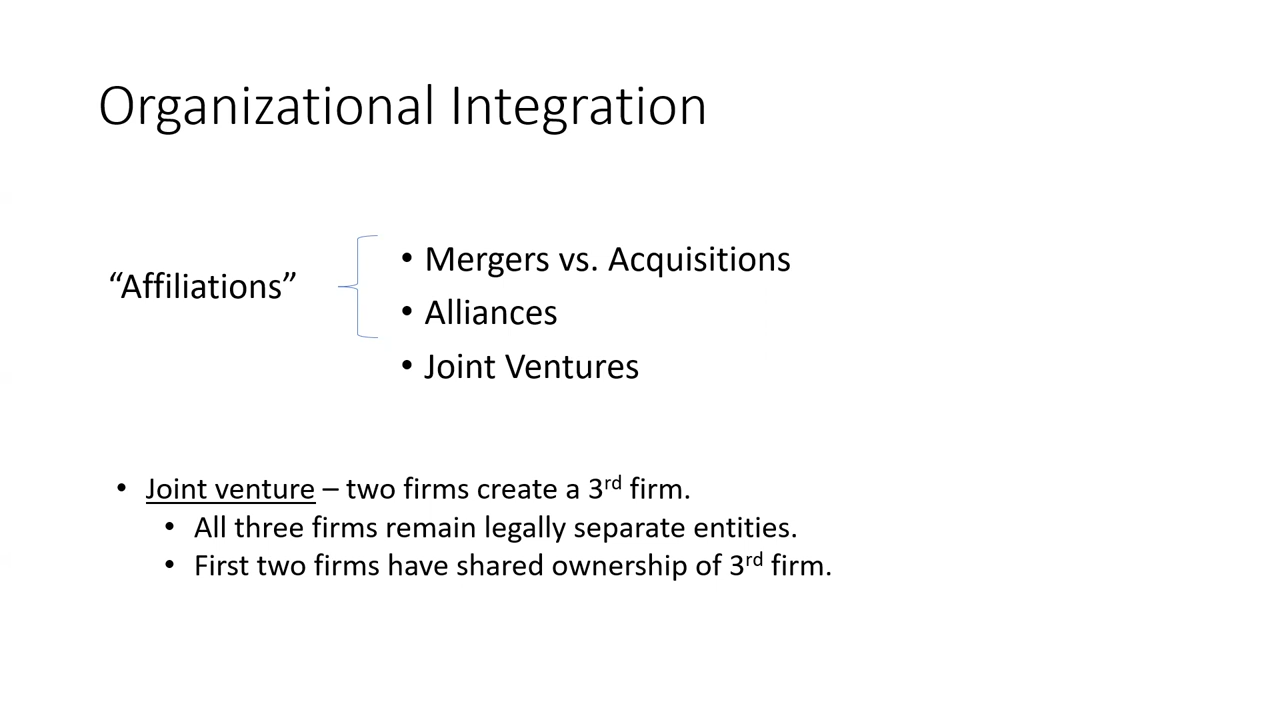 Organizational Integration
“Affiliations”
• Mergers vs. Acquisitions
• Alliances
• Joint Ventures
• Joint venture – two firms create a 3rd firm.
• All three firms remain legally separate entities.
• First two firms have shared ownership of 3rd firm.